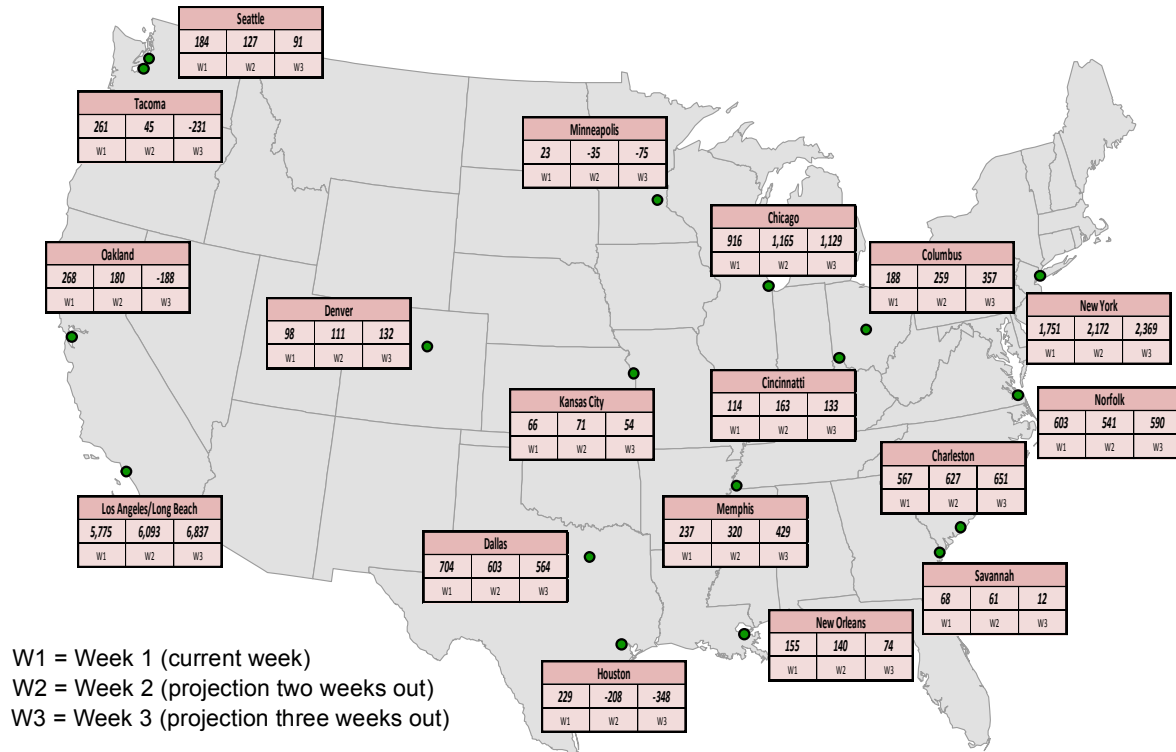 Seattle
184 127 91
W1 W2 W3
Tacoma
261 45 -231
W1 W2 W3
Minneapolis
23 -35 -75
W1 W2 W3
Chicago
916 1,165 1,129
W1 W2 W3
Oakland
268 180 -188
W1 W2 W3
Columbus
188 259 357
W1 W2 W3
Denver
98 111 132
W1 W2 W3
New York
1,751 2,172 2,369
W1 W2 W3
Cincinnatti
114 163 133
W1 W2 W3
Kansas City
66 71 54
W1 W2 W3
Norfolk
603 541 590
W1 W2 W3
Charleston
567 627 651
W1 W2 W3
Los Angeles/Long Beach
5,775 6,093 6,837
W1 W2 W3
Memphis
237 320 429
W1 W2 W3
Dallas
704 603 564
W1 W2 W3
Savannah
68 61 12
W1 W2 W3
New Orleans
155 140 74
W1 W2 W3
Houston
229 -208 -348
W1 W2 W3
W1 = Week 1 (current week)
W2 = Week 2 (projection two weeks out)
W3 = Week 3 (projection three weeks out)